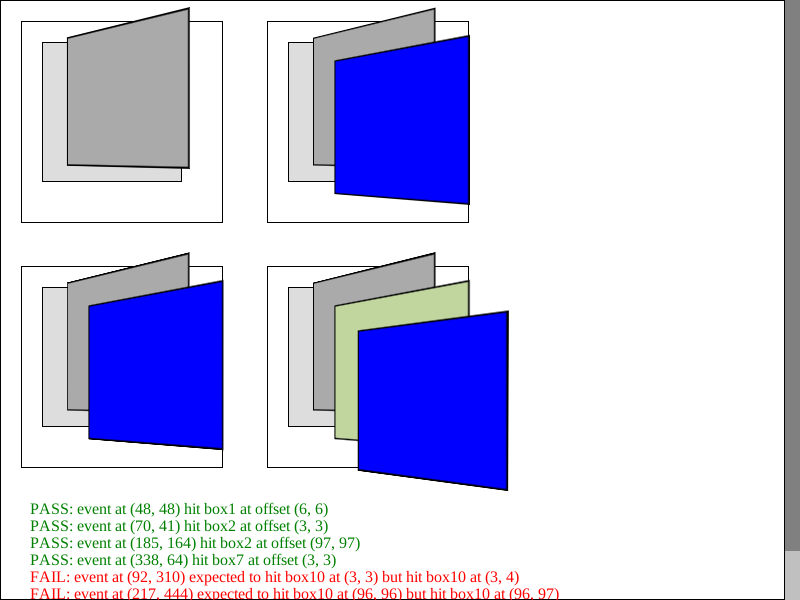 PASS: event at (48, 48) hit box1 at offset (6, 6)
PASS: event at (70, 41) hit box2 at offset (3, 3)
PASS: event at (185, 164) hit box2 at offset (97, 97)
PASS: event at (338, 64) hit box7 at offset (3, 3)
FAIL: event at (92, 310) expected to hit box10 at (3, 3) but hit box10 at (3, 4)
FAIL: event at (217, 444) expected to hit box10 at (96, 96) but hit box10 at (96, 97)